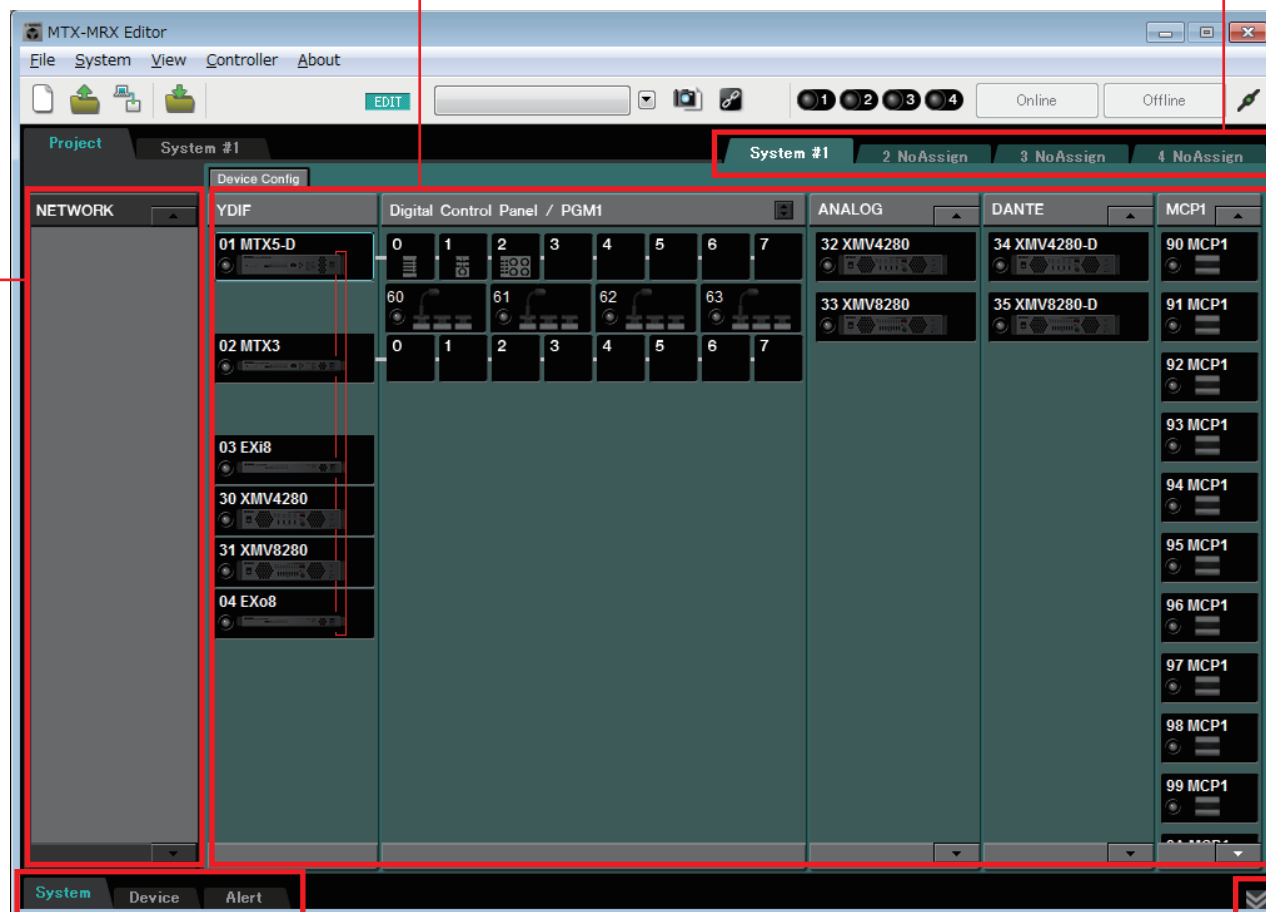 MTX-MRX Editor
File System View Controller About
EDIT 1 2 3 4 Online Offline
Project System #1 System #1 2 NoAssign 3 NoAssign 4 NoAssign
Device Config
NETWORK YDIF Digital Control Panel / PGM1 ANALOG DANTE MCP1
01 MTX5-D 0 1 2 3 4 5 6 7 32 XMV4280 34 XMV4280-D 90 MCP1
60 61 62 63 33 XMV8280 35 XMV8280-D 91 MCP1
02 MTX3 0 1 2 3 4 5 6 7
92 MCP1
93 MCP1
03 EXi8
94 MCP1
30 XMV4280
31 XMV8280 95 MCP1
04 EXo8 96 MCP1
97 MCP1
98 MCP1
99 MCP1
System Device Alert